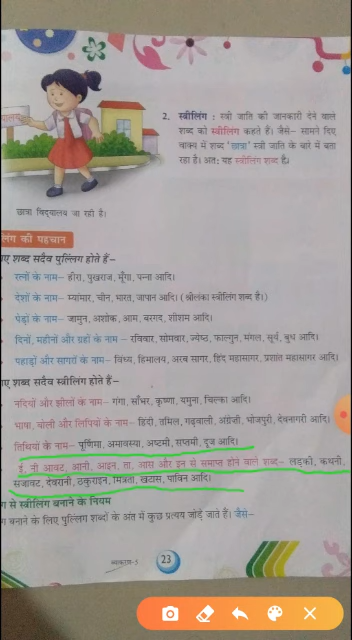 2. स्त्रीलिंग : स्त्री जाति की जानकारी देने वाले
शब्द को स्त्रीलिंग कहते हैं। जैसे– सामने दिए
वाक्य में शब्द 'छात्रा' स्त्री जाति के बारे में बता
रहा है। अतः यह स्त्रीलिंग शब्द है।
छात्रा विद्यालय जा रही है।
लिंग की पहचान
ए शब्द सदैव पुल्लिंग होते हैं–
रत्नों के नाम– हीरा, पुखराज, मूँगा, पन्ना आदि।
देशों के नाम– म्यांमार, चीन, भारत, जापान आदि। (श्रीलंका स्त्रीलिंग शब्द है।)
पेड़ों के नाम– जामुन, अशोक, आम, बरगद, शीशम आदि।
दिनों, महीनों और ग्रहों के नाम – रविवार, सोमवार, ज्येष्ठ, फाल्गुन, मंगल, सूर्य, बुध आदि।
पहाड़ों और सागरों के नाम– विंध्य, हिमालय, अरब सागर, हिंद महासागर, प्रशांत महासागर आदि।
ए शब्द सदैव स्त्रीलिंग होते हैं–
नदियों और झीलों के नाम– गंगा, साँभर, कृष्णा, यमुना, चिल्का आदि।
भाषा, बोली और लिपियों के नाम– हिंदी, तमिल, गढ़वाली, अंग्रेज़ी, भोजपुरी, देवनागरी आदि।
तिथियों के नाम– पूर्णिमा, अमावस्या, अष्टमी, सप्तमी, दूज आदि।
ई, नी आवट, आनी, आइन, ता, आस और इन से समाप्त होने वाले शब्द– लड़की, कथनी,
सजावट, देवरानी, ठकुराइन, मित्रता, खटास, पापिन आदि।
ग से स्त्रीलिंग बनाने के नियम
ग बनाने के लिए पुल्लिंग शब्दों के अंत में कुछ प्रत्यय जोड़े जाते हैं। जैसे–
व्याकरण-5 23